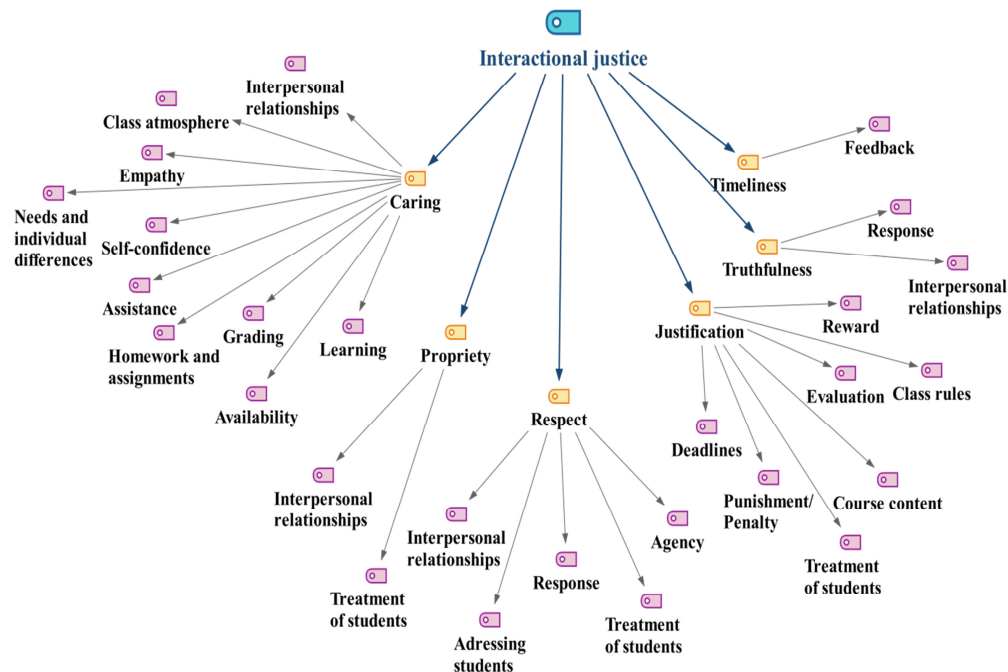 Interactional justice
Interpersonal
relationships
Class atmosphere
Empathy
Needs and
individual
differences
Self-confidence
Assistance
Homework and
assignments
Grading
Learning
Availability
Caring
Propriety
Interpersonal
relationships
Treatment
of students
Respect
Interpersonal
relationships
Adressing
students
Response
Treatment
of students
Agency
Justification
Reward
Class rules
Evaluation
Course content
Treatment
of students
Punishment/
Penalty
Deadlines
Truthfulness
Response
Interpersonal
relationships
Timeliness
Feedback